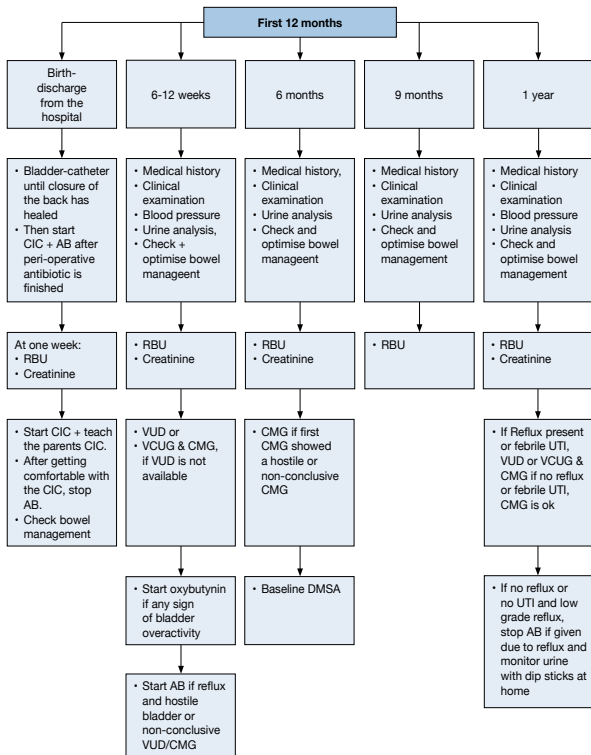 First 12 months
Birth-
discharge
from the
hospital
6-12 weeks
6 months
9 months
1 year
• Bladder-catheter
until closure of
the back has
healed
• Then start
CIC + AB after
peri-operative
antibiotic is
finished
• Medical history
• Clinical
examination
• Blood pressure
• Urine analysis,
• Check +
optimise bowel
manageeent
• Medical history,
• Clinical
examination
• Urine analysis
• Check and
optimise bowel
manageeent
• Medical history
• Clinical
examination
• Urine analysis
• Check and
optimise bowel
management
• Medical history
• Clinical
examination
• Blood pressure
• Urine analysis
• Check and
optimise bowel
management
At one week:
• RBU
• Creatinine
• RBU
• Creatinine
• RBU
• Creatinine
• RBU
• RBU
• Creatinine
• Start CIC + teach
the parents CIC.
• After getting
comfortable with
the CIC, stop
AB.
• Check bowel
management
• VUD or
• VCUG & CMG,
if VUD is not
available
• CMG if first
CMG showed
a hostile or
non-conclusive
CMG
• If Reflux present
or febrile UTI,
VUD or VCUG &
CMG if no reflux
or febrile UTI,
CMG is ok
• Start oxybutynin
if any sign
of bladder
overactivity
• Baseline DMSA
• If no reflux or
no UTI and low
grade reflux,
stop AB if given
due to reflux and
monitor urine
with dip sticks at
home
• Start AB if reflux
and hostile
bladder or
non-conclusive
VUD/CMG